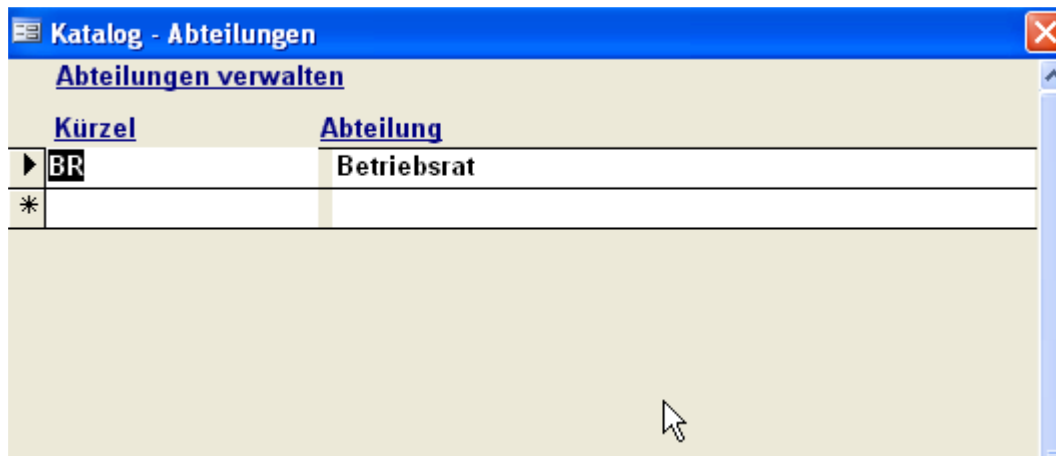 Katalog - Abteilungen
Abteilungen verwalten
Kürzel Abteilung
BR Betriebsrat